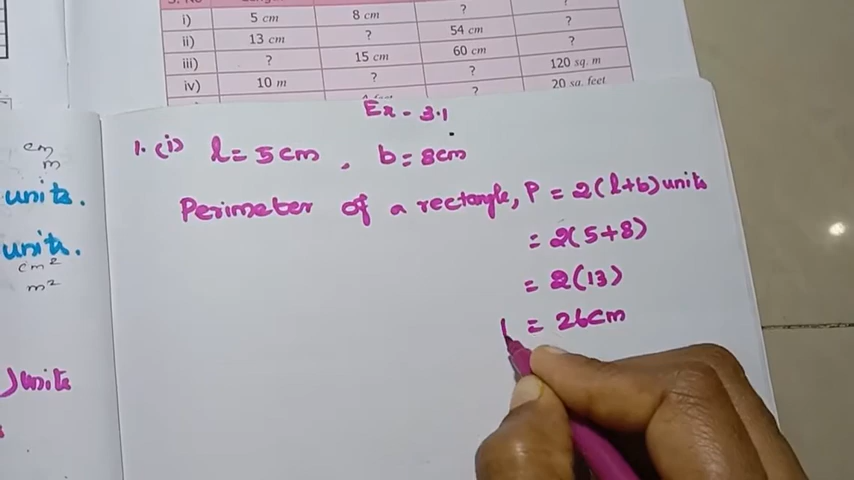 i) 5 cm 8 cm ? ?
ii) 13 cm ? 54 cm ?
iii) ? 15 cm 60 cm ?
iv) 10 m ? ? 120 sq. m
? 20 sq. feet
Ex - 3.1
1. (i) l = 5cm , b = 8cm
Perimeter of a rectangle, P = 2(l+b) units
= 2(5+8)
= 2(13)
= 26cm
cm
m
units.
units.
cm²
m²
) units